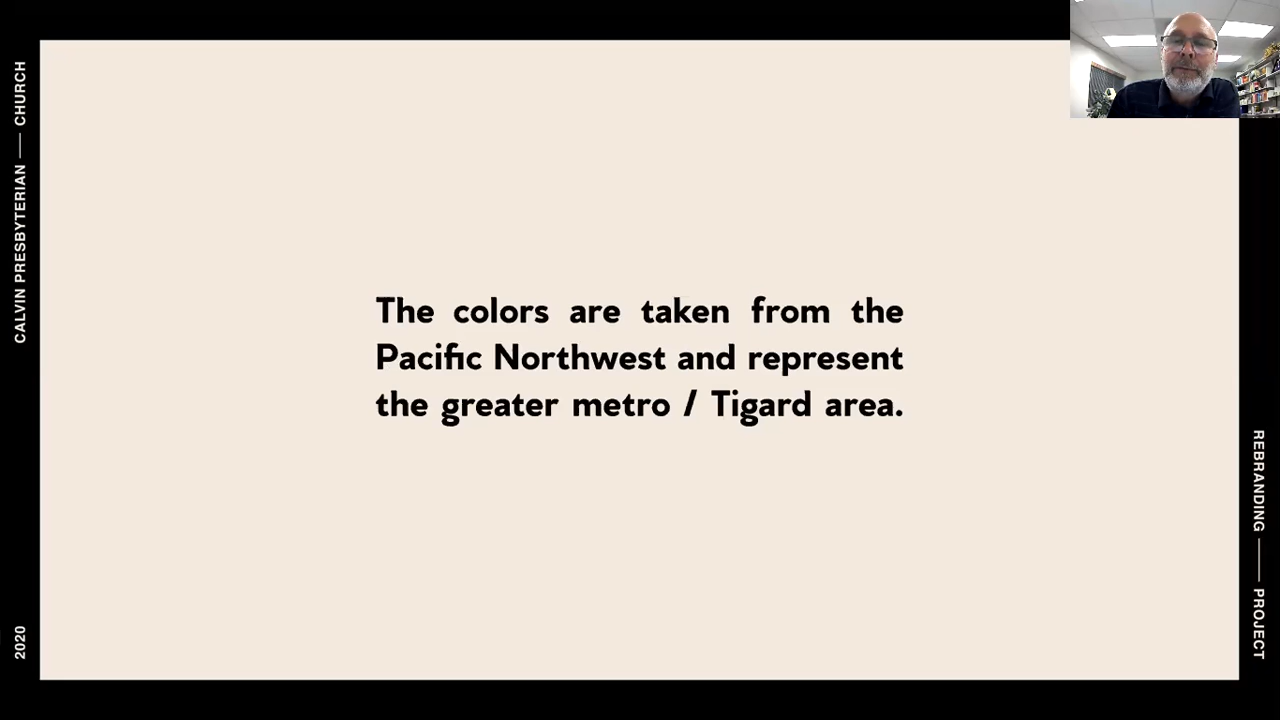 CALVIN PRESBYTERIAN — CHURCH
The colors are taken from the
Pacific Northwest and represent
the greater metro / Tigard area.
2020
REBRANDING — PROJECT